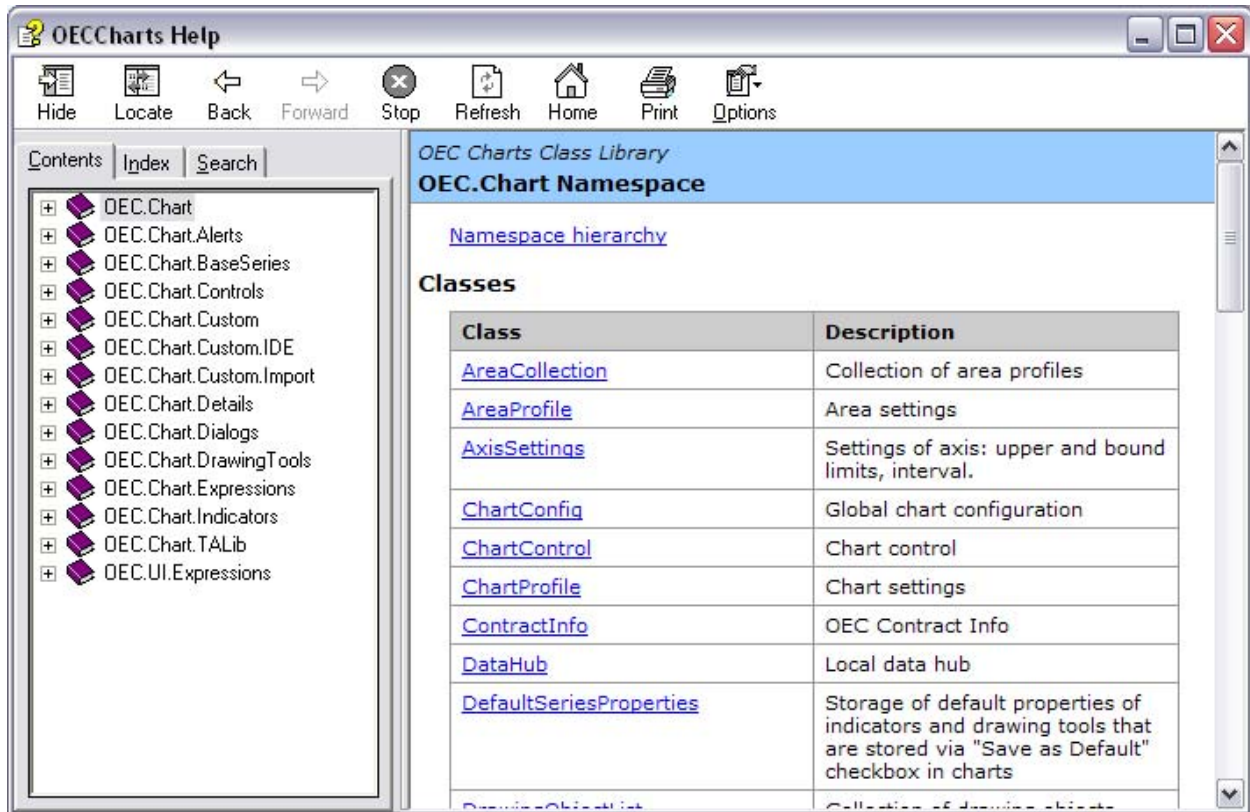 OECCharts Help
Hide Locate Back Forward Stop Refresh Home Print Options
Contents Index Search
OEC.Chart
OEC.Chart.Alerts
OEC.Chart.BaseSeries
OEC.Chart.Controls
OEC.Chart.Custom
OEC.Chart.Custom.IDE
OEC.Chart.Custom.Import
OEC.Chart.Details
OEC.Chart.Dialogs
OEC.Chart.DrawingTools
OEC.Chart.Expressions
OEC.Chart.Indicators
OEC.Chart.TALib
OEC.UI.Expressions
OEC Charts Class Library
OEC.Chart Namespace
Namespace hierarchy
Classes
Class Description
AreaCollection Collection of area profiles
AreaProfile Area settings
AxisSettings Settings of axis: upper and bound
limits, interval.
ChartConfig Global chart configuration
ChartControl Chart control
ChartProfile Chart settings
ContractInfo OEC Contract Info
DataHub Local data hub
DefaultSeriesProperties Storage of default properties of
indicators and drawing tools that
are stored via "Save as Default"
checkbox in charts
DrawingObjectList Collection of drawing objects